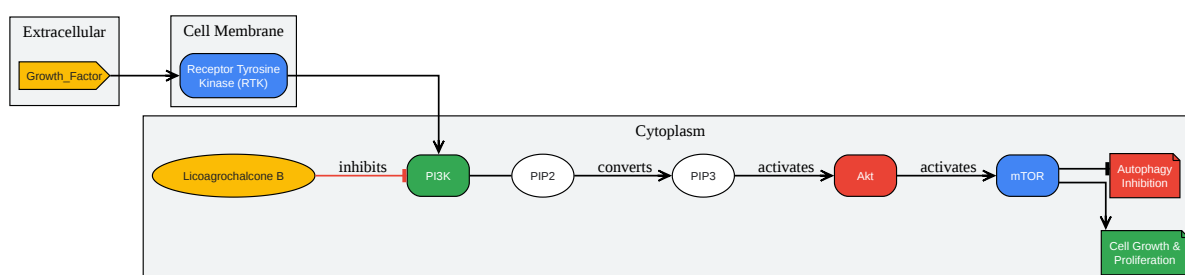 Extracellular
Cell Membrane
Growth_Factor
Receptor Tyrosine
Kinase (RTK)
Cytoplasm
Licoagrochalcone B
inhibits
PI3K
PIP2
converts
PIP3
activates
Akt
activates
mTOR
Autophagy
Inhibition
Cell Growth &
Proliferation